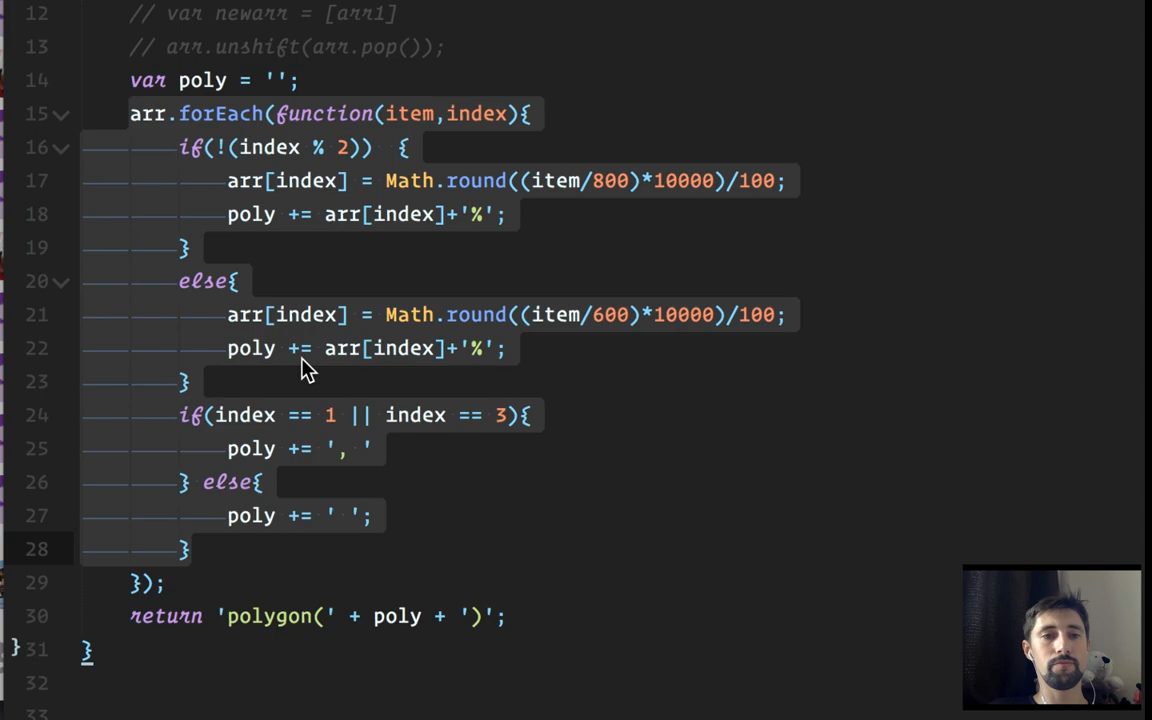 12 // var newarr = [arr1]
13 // arr.unshift(arr.pop());
14 var poly = '';
15 arr.forEach(function(item,index){
16 if(!(index % 2)) {
17 arr[index] = Math.round((item/800)*10000)/100;
18 poly += arr[index]+'%';
19 }
20 else{
21 arr[index] = Math.round((item/600)*10000)/100;
22 poly += arr[index]+'%';
23 }
24 if(index == 1 || index == 3){
25 poly += ', '
26 } else{
27 poly += ' ';
28 }
29 });
30 return 'polygon(' + poly + ')';
} 31 }
32
33